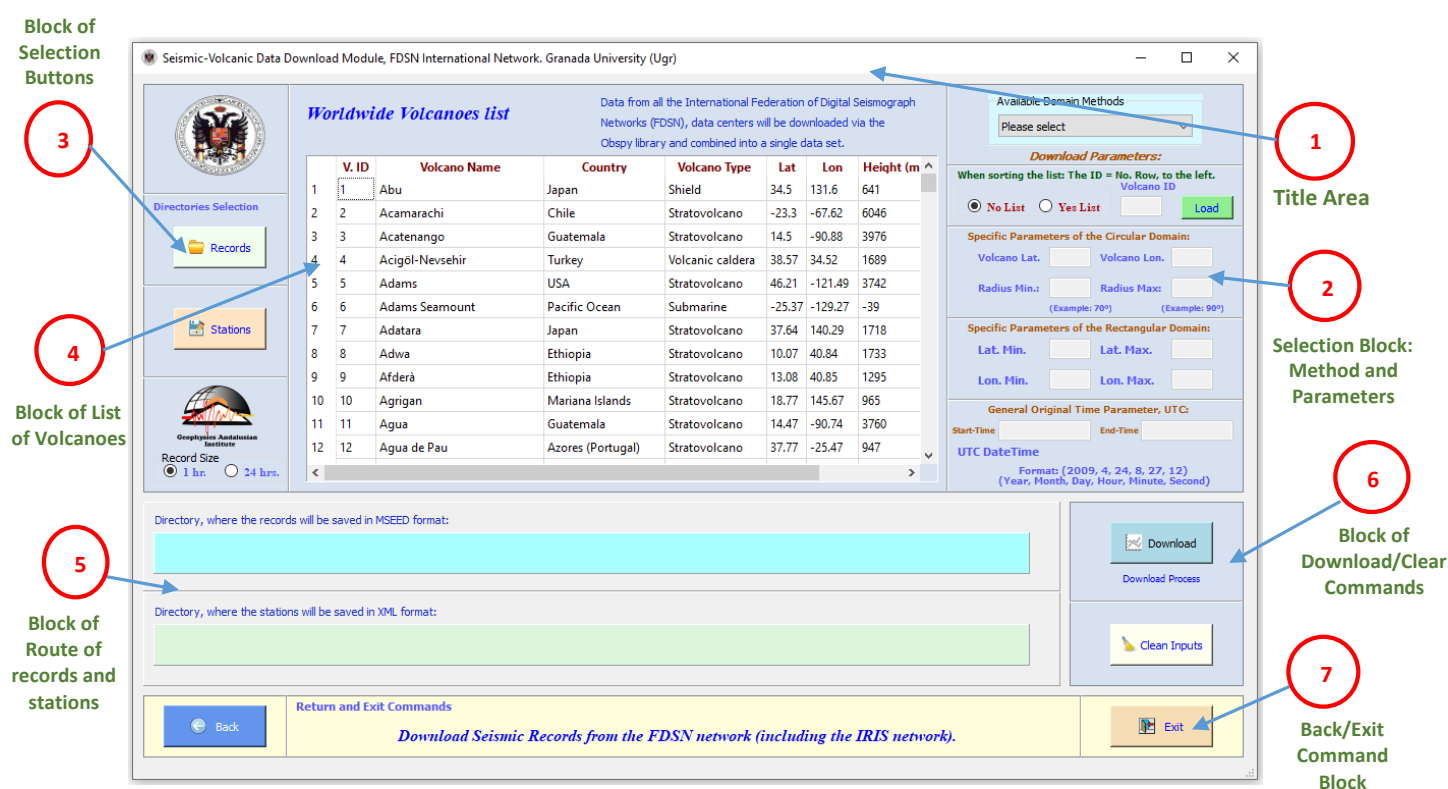 Block of
Selection
Buttons
3
Seismic-Volcanic Data Download Module, FDSN International Network. Granada University (Ugr)
Directories Selection
Records
Stations
Geophysics Andalusian
Institute
Record Size
1 hr. 24 hrs.
Worldwide Volcanoes list
Data from all the International Federation of Digital Seismograph
Networks (FDSN), data centers will be downloaded via the
Obspy library and combined into a single data set.
V. ID Volcano Name Country Volcano Type Lat Lon Height (m
1 1 Abu Japan Shield 34.5 131.6 641
2 2 Acamarachi Chile Stratovolcano -23.3 -67.62 6046
3 3 Acatenango Guatemala Stratovolcano 14.5 -90.88 3976
4 4 Acigöl-Nevsehir Turkey Volcanic caldera 38.57 34.52 1689
5 5 Adams USA Stratovolcano 46.21 -121.49 3742
6 6 Adams Seamount Pacific Ocean Submarine -25.37 -129.27 -39
7 7 Adatara Japan Stratovolcano 37.64 140.29 1718
8 8 Adwa Ethiopia Stratovolcano 10.07 40.84 1733
9 9 Afderà Ethiopia Stratovolcano 13.08 40.85 1295
10 10 Agrigan Mariana Islands Stratovolcano 18.77 145.67 965
11 11 Agua Guatemala Stratovolcano 14.47 -90.74 3760
12 12 Agua de Pau Azores (Portugal) Stratovolcano 37.77 -25.47 947
Available Domain Methods
Please select
Download Parameters:
When sorting the list: The ID = No. Row, to the left.
Volcano ID
No List Yes List Load
Specific Parameters of the Circular Domain:
Volcano Lat. Volcano Lon.
Radius Min.: Radius Max:
(Example: 70º) (Example: 90º)
Specific Parameters of the Rectangular Domain:
Lat. Min. Lat. Max.
Lon. Min. Lon. Max.
General Original Time Parameter, UTC:
Start-Time End-Time
UTC DateTime
Format: (2009, 4, 24, 8, 27, 12)
(Year, Month, Day, Hour, Minute, Second)
1
Title Area
2
Selection Block:
Method and
Parameters
4
Block of List
of Volcanoes
Directory, where the records will be saved in MSEED format:
Directory, where the stations will be saved in XML format:
Download
Download Process
Clean Inputs
5
Block of
Route of
records and
stations
6
Block of
Download/Clear
Commands
Back
Return and Exit Commands
Download Seismic Records from the FDSN network (including the IRIS network).
Exit
7
Back/Exit
Command
Block